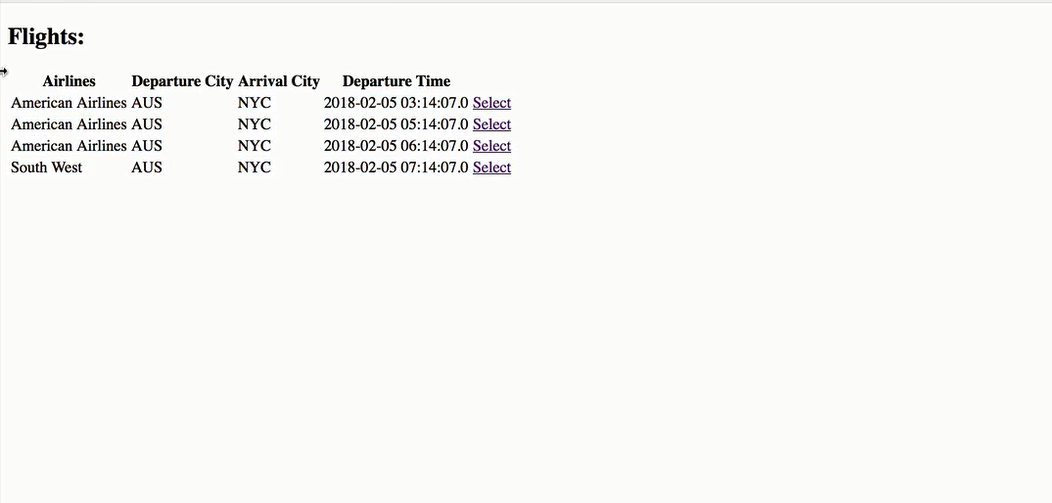 Flights:
Airlines Departure City Arrival City Departure Time
American Airlines AUS NYC 2018-02-05 03:14:07.0 Select
American Airlines AUS NYC 2018-02-05 05:14:07.0 Select
American Airlines AUS NYC 2018-02-05 06:14:07.0 Select
South West AUS NYC 2018-02-05 07:14:07.0 Select